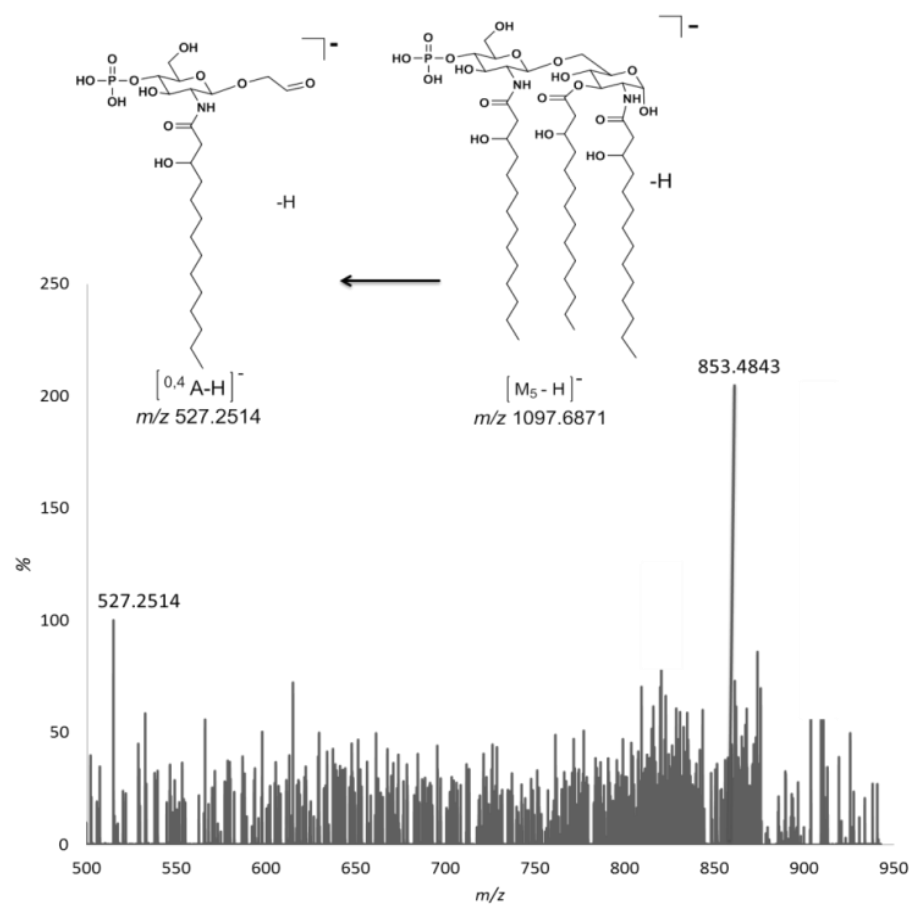 OH
O
HO-P-O
OH
HO
O
O
O
NH
O
HO
-
-H
OH
O
HO-P-O
OH
HO
O
O
O
HO
O
NH
O
O
O
NH
OH
O
HO
HO
HO
-
-H
[0,4 A-H]-
m/z 527.2514
[M5 - H]-
m/z 1097.6871
853.4843
527.2514
250
200
150
100
50
0
%
500 550 600 650 700 750 800 850 900 950
m/z